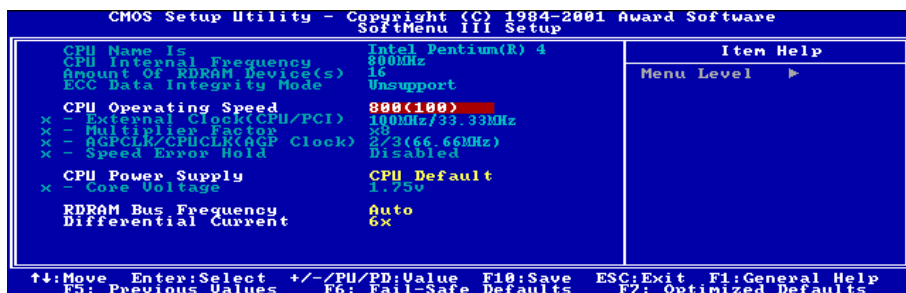 CMOS Setup Utility - Copyright (C) 1984-2001 Award Software
SoftMenu III Setup
CPU Name Is Intel Pentium(R) 4
CPU Internal Frequency 800MHz
Amount Of RDRAM Device(s) 16
ECC Data Integrity Mode Unsupport
CPU Operating Speed 800(100)
x - External Clock(CPU/PCI) 100MHz/33.33MHz
x - Multiplier Factor x8
x - AGPCLK/CPUCLK(AGP Clock) 2/3(66.66MHz)
x - Speed Error Hold Disabled
CPU Power Supply CPU Default
x - Core Voltage 1.75v
RDRAM Bus Frequency Auto
Differential Current 6x
Item Help
Menu Level ▶
↑↓:Move Enter:Select +/-/PU/PD:Value F10:Save ESC:Exit F1:General Help
F5: Previous Values F6: Fail-Safe Defaults F7: Optimized Defaults